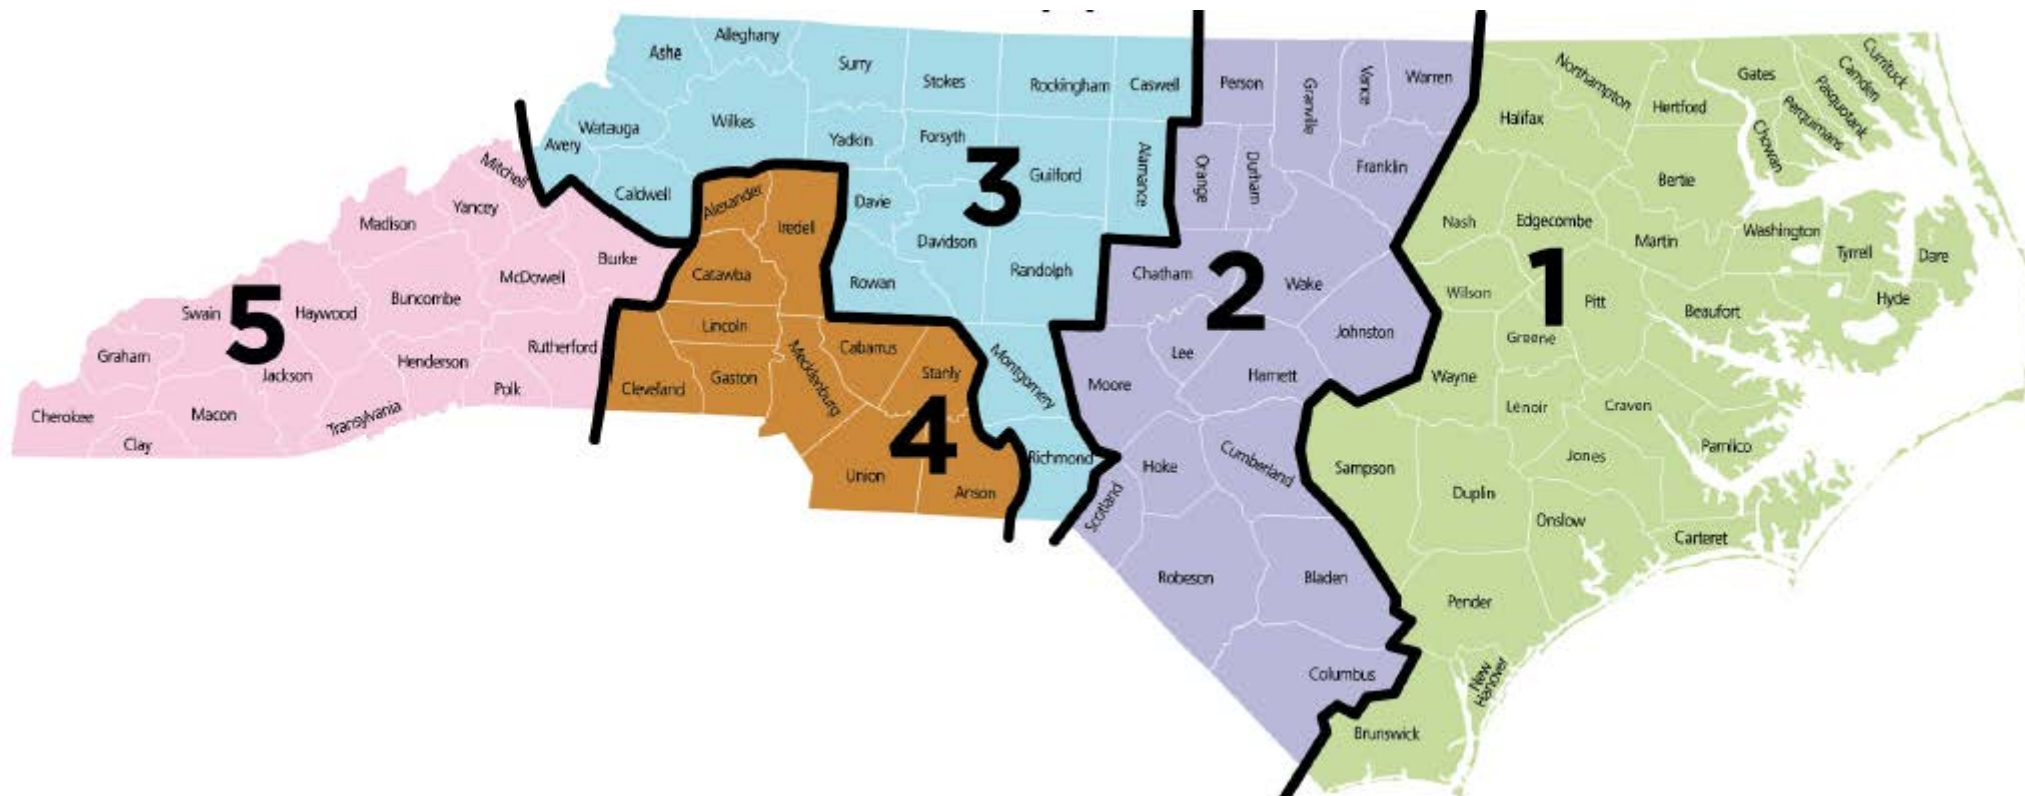 Ashe
Alleghany
Surry
Stokes
Rockingham
Caswell
Watauga
Wilkes
Avery
Yadkin
Forsyth
Guilford
Alamance
Caldwell
Davie
Davidson
Randolph
Rowan
Montgomery
Richmond
3
Person
Granville
Vance
Warren
Orange
Durham
Franklin
Chatham
Wake
Johnston
Lee
Moore
Harnett
Hoke
Cumberland
Scotland
Robeson
Bladen
Columbus
2
Northampton
Gates
Currituck
Camden
Pasquotank
Perquimans
Chowan
Halifax
Hertford
Bertie
Nash
Edgecombe
Martin
Washington
Tyrrell
Dare
Wilson
Pitt
Beaufort
Hyde
Greene
Wayne
Lenoir
Craven
Pamlico
Jones
Sampson
Duplin
Onslow
Carteret
Pender
New
Hanover
Brunswick
1
Alexander
Iredell
Catawba
Lincoln
Cleveland
Gaston
Mecklenburg
Cabarrus
Stanly
Union
Anson
4
Mitchell
Yancey
Madison
Burke
McDowell
Buncombe
Haywood
Swain
Rutherford
Graham
Henderson
Jackson
Polk
Cherokee
Macon
Transylvania
Clay
5